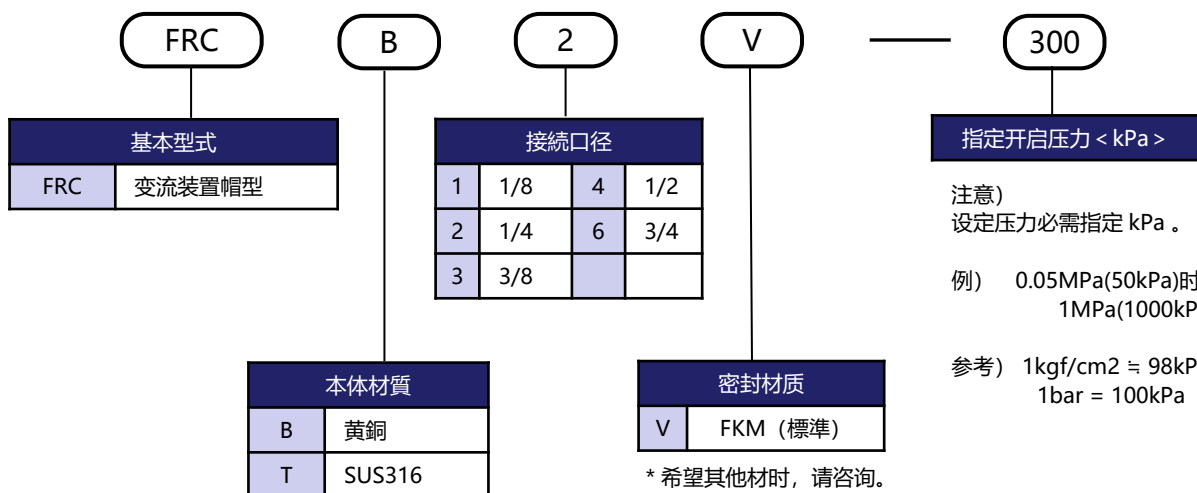 FRC B 2 V — 300
基本型式
FRC 变流装置帽型
接続口径
1 1/8 4 1/2
2 1/4 6 3/4
3 3/8
指定开启压力 < kPa >
注意）
设定压力必需指定 kPa 。
例） 0.05MPa(50kPa)时
1MPa(1000kP
参考） 1kgf/cm2 ≒ 98kP
1bar = 100kPa
本体材質
B 黄銅
T SUS316
密封材质
V FKM（標準）
* 希望其他材时，请咨询。